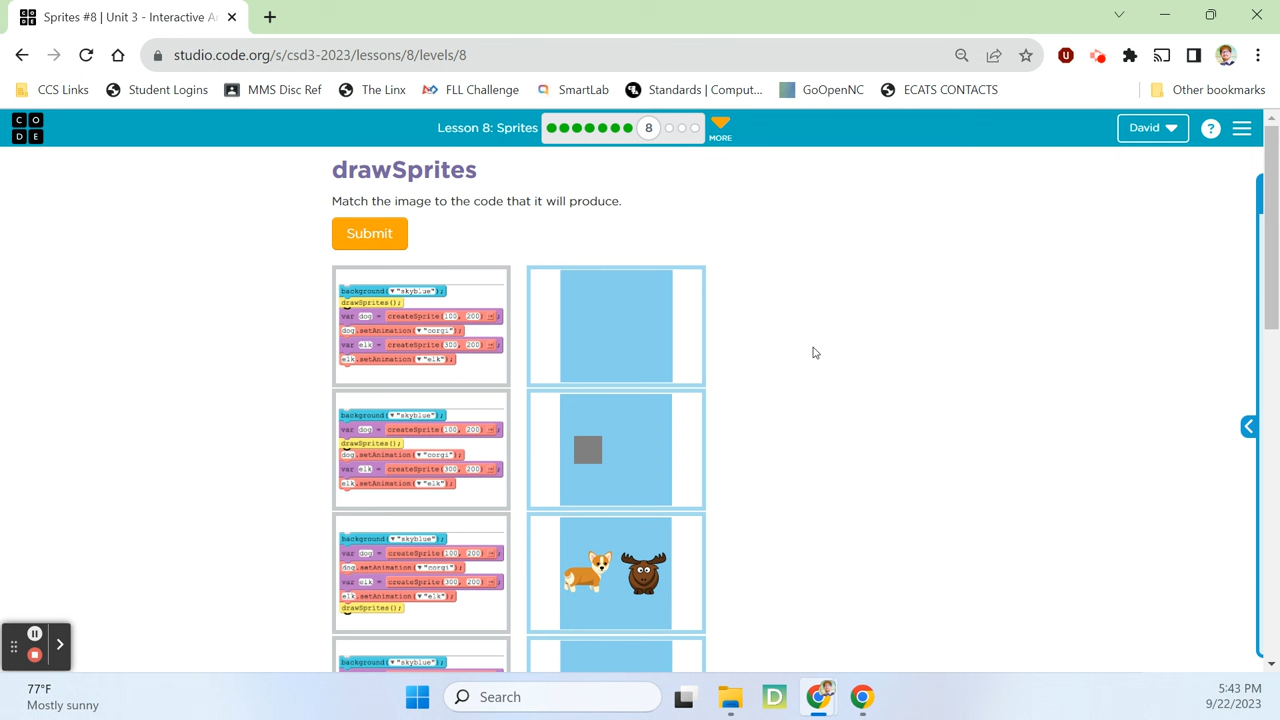 Sprites #8 | Unit 3 - Interactive An
studio.code.org/s/csd3-2023/lessons/8/levels/8
CCS Links
Student Logins
MMS Disc Ref
The Linx
FLL Challenge
SmartLab
Standards | Comput...
GoOpenNC
ECATS CONTACTS
Other bookmarks
C O
D E
Lesson 8: Sprites
8
MORE
David
?
drawSprites
Match the image to the code that it will produce.
Submit
background(▼"skyblue");
drawSprites();
var dog = createSprite(100, 200);
dog.setAnimation(▼"corgi");
var elk = createSprite(300, 200);
elk.setAnimation(▼"elk");
background(▼"skyblue");
var dog = createSprite(100, 200);
drawSprites();
dog.setAnimation(▼"corgi");
var elk = createSprite(300, 200);
elk.setAnimation(▼"elk");
background(▼"skyblue");
var dog = createSprite(100, 200);
dog.setAnimation(▼"corgi");
var elk = createSprite(300, 200);
elk.setAnimation(▼"elk");
drawSprites();
background(▼"skyblue");
77°F
Mostly sunny
Search
D
5:43 PM
9/22/2023